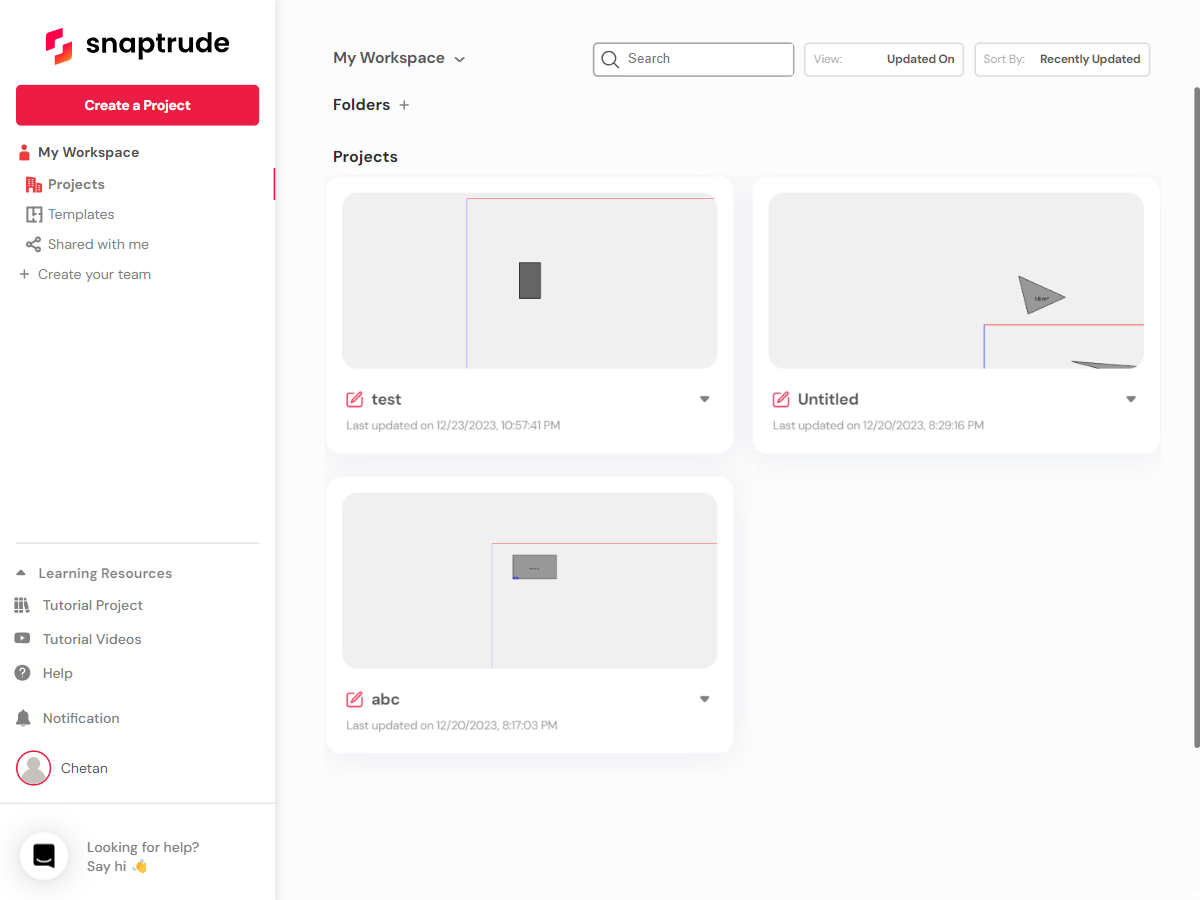 snaptrude
Create a Project
My Workspace
Projects
Templates
Shared with me
+ Create your team
Learning Resources
Tutorial Project
Tutorial Videos
Help
Notification
Chetan
Looking for help?
Say hi 👋
My Workspace
Search
View: Updated On
Sort By: Recently Updated
Folders +
Projects
test
Last updated on 12/23/2023, 10:57:41 PM
1.8 m²
Untitled
Last updated on 12/20/2023, 8:29:16 PM
abc
Last updated on 12/20/2023, 8:17:03 PM